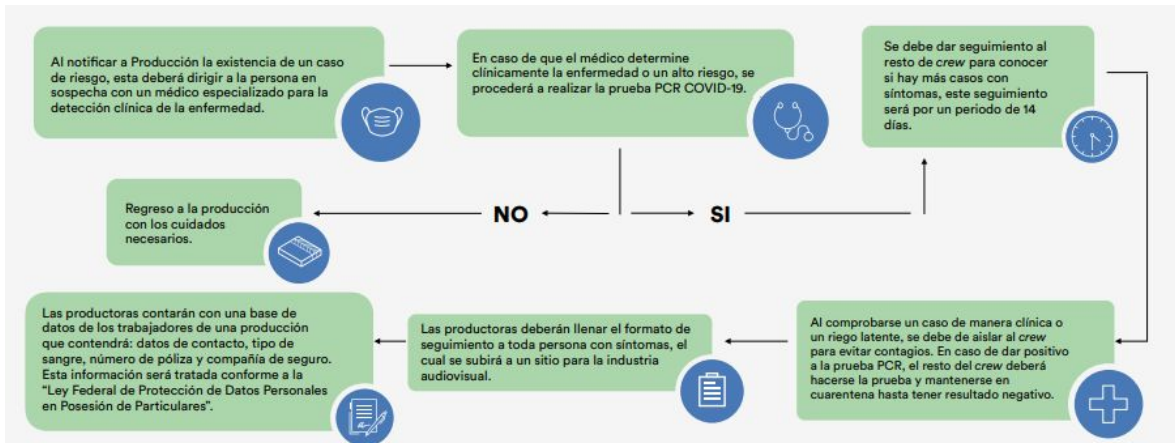 Al notificar a Producción la existencia de un caso
de riesgo, esta deberá dirigir a la persona en
sospecha con un médico especializado para la
detección clínica de la enfermedad.
En caso de que el médico determine
clínicamente la enfermedad o un alto riesgo, se
procederá a realizar la prueba PCR COVID-19.
Se debe dar seguimiento al
resto de crew para conocer
si hay más casos con
síntomas, este seguimiento
será por un periodo de 14
días.
NO
SI
Regreso a la producción
con los cuidados
necesarios.
Al comprobarse un caso de manera clínica o
un riego latente, se debe de aislar al crew
para evitar contagios. En caso de dar positivo
a la prueba PCR, el resto del crew deberá
hacerse la prueba y mantenerse en
cuarentena hasta tener resultado negativo.
Las productoras deberán llenar el formato de
seguimiento a toda persona con síntomas, el
cual se subirá a un sitio para la industria
audiovisual.
Las productoras contarán con una base de
datos de los trabajadores de una producción
que contendrá: datos de contacto, tipo de
sangre, número de póliza y compañía de seguro.
Esta información será tratada conforme a la
“Ley Federal de Protección de Datos Personales
en Posesión de Particulares”.